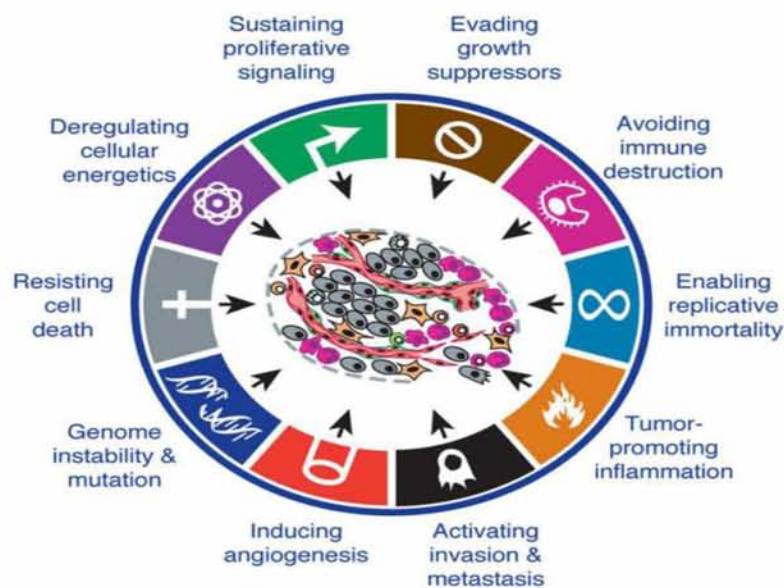 Sustaining
proliferative
signaling
Evading
growth
suppressors
Avoiding
immune
destruction
Enabling
replicative
immortality
Tumor-
promoting
inflammation
Activating
invasion &
metastasis
Inducing
angiogenesis
Genome
instability &
mutation
Resisting
cell
death
Deregulating
cellular
energetics